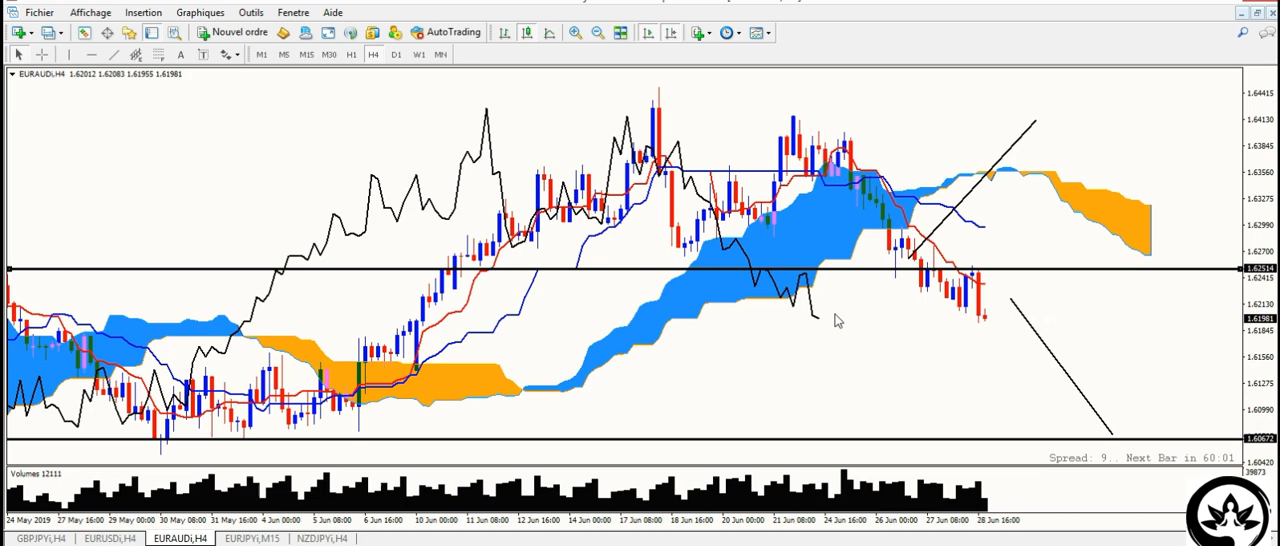 Fichier Affichage Insertion Graphiques Outils Fenetre Aide
Nouvel ordre AutoTrading
A T M1 M5 M15 M30 H1 H4 D1 W1 MN
EURAUDi,H4 1.62012 1.62083 1.61955 1.61981
1.64415
1.64130
1.63845
1.63560
1.63275
1.62990
1.62700
1.62514
1.62415
1.62130
1.61981
1.61845
1.61560
1.61275
1.60990
1.60672
1.60420
Spread: 9.. Next Bar in 60:01
Volumes 12111
39873
24 May 2019 27 May 16:00 29 May 00:00 30 May 08:00 31 May 16:00 4 Jun 00:00 5 Jun 08:00 6 Jun 16:00 10 Jun 00:00 11 Jun 08:00 12 Jun 16:00 14 Jun 00:00 17 Jun 08:00 18 Jun 16:00 20 Jun 00:00 21 Jun 08:00 24 Jun 16:00 26 Jun 00:00 27 Jun 08:00 28 Jun 16:00
GBPJPYi,H4 EURUSDi,H4 EURAUDi,H4 EURJPYi,M15 NZDJPYi,H4